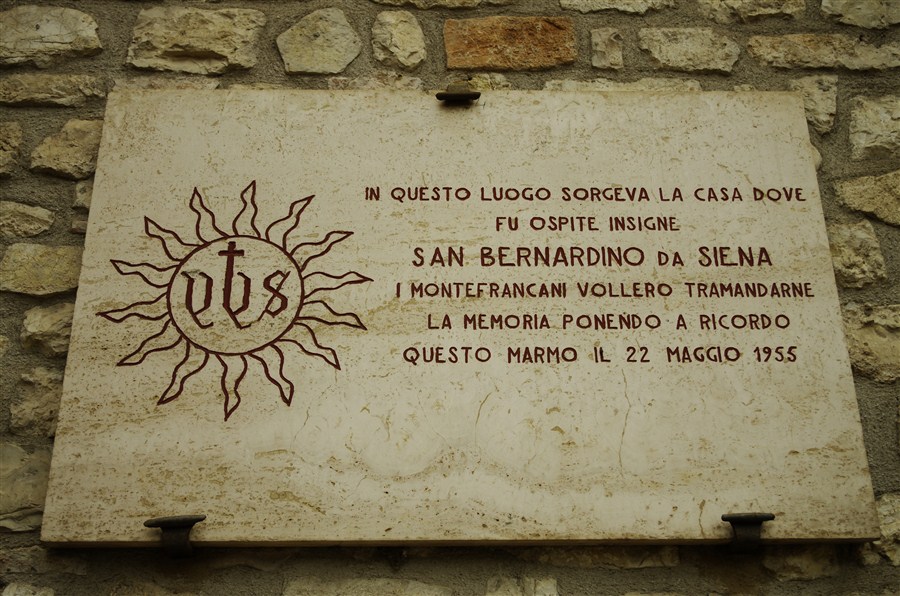 yhs
IN QUESTO LUOGO SORGEVA LA CASA DOVE
FU OSPITE INSIGNE
SAN BERNARDINO DA SIENA
I MONTEFRANCANI VOLLERO TRAMANDARNE
LA MEMORIA PONENDO A RICORDO
QUESTO MARMO IL 22 MAGGIO 1955